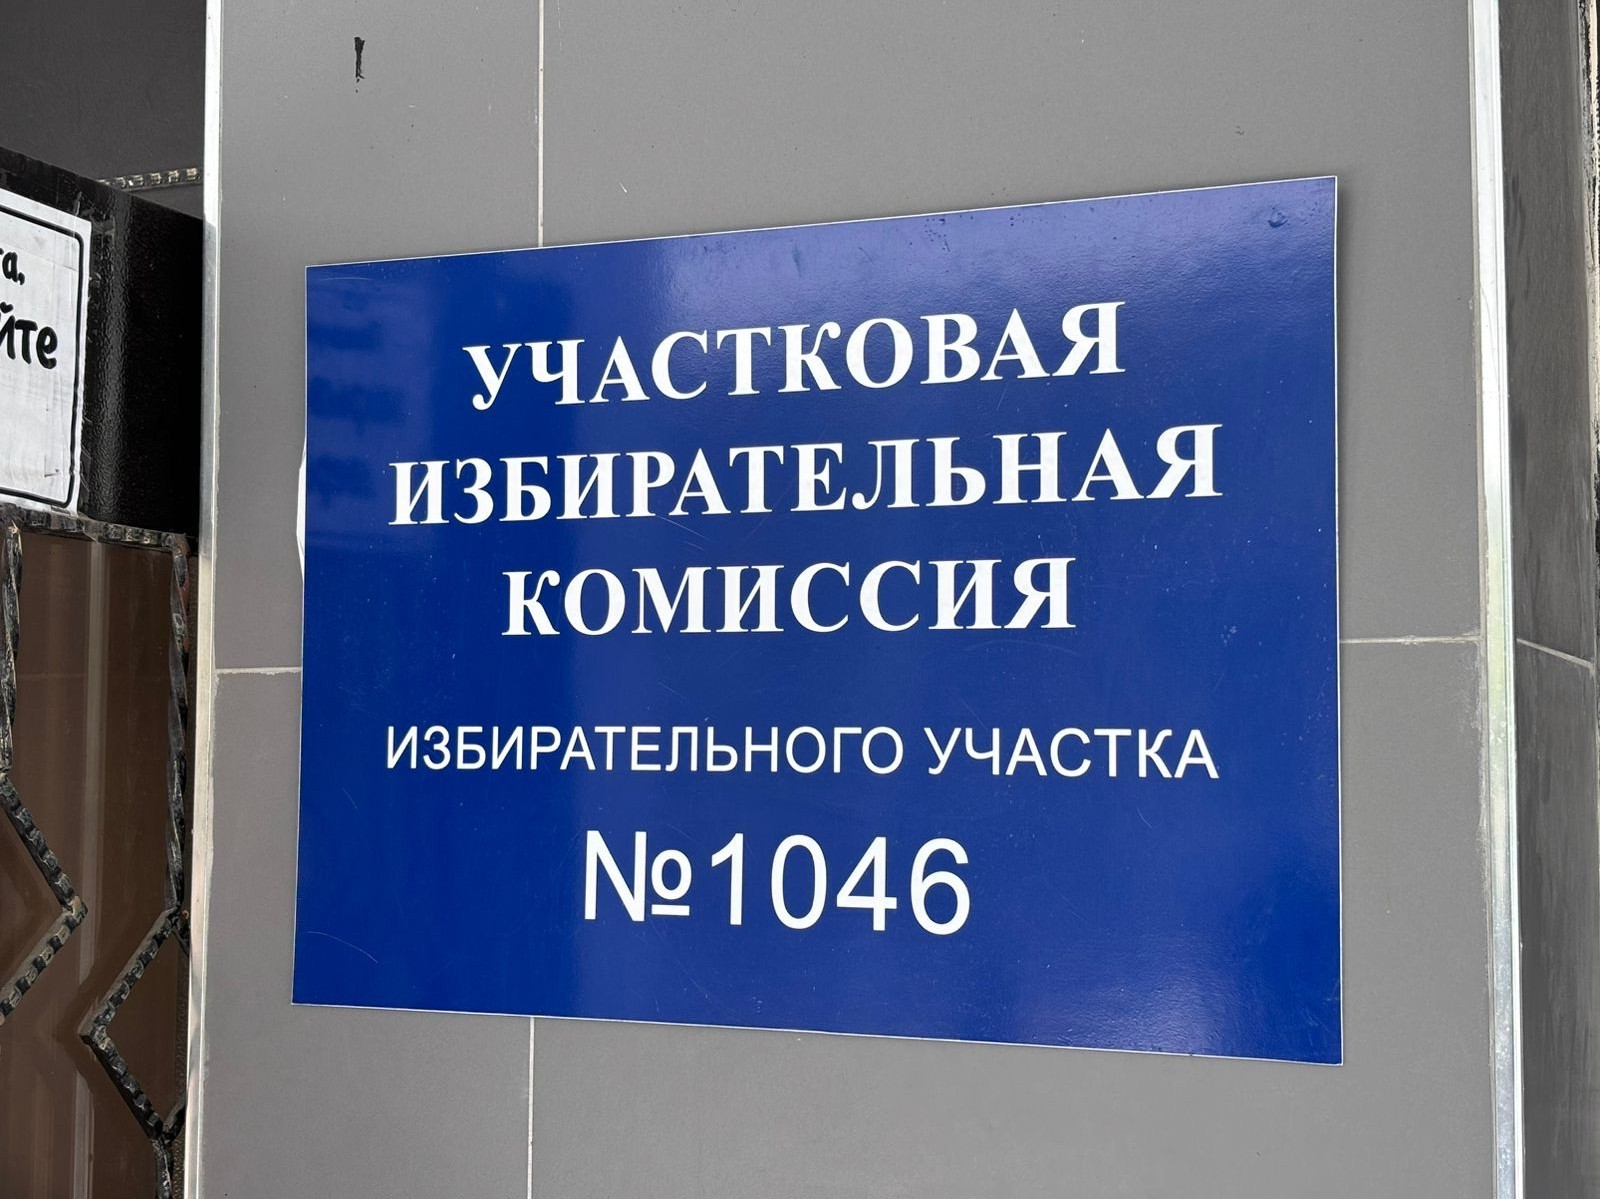 УЧАСТКОВАЯ
ИЗБИРАТЕЛЬНАЯ
КОМИССИЯ
ИЗБИРАТЕЛЬНОГО УЧАСТКА
№1046